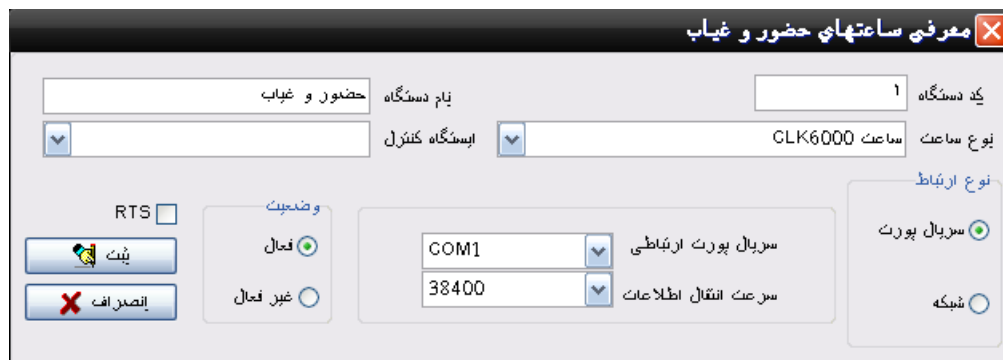 معرفي ساعتهاي حضور و غياب
کد دستگاه 1 نام دستگاه حضور و غياب
نوع ساعت ساعت CLK6000 ايستگاه کنترل
نوع ارتباط
سريال پورت
شبکه
سريال پورت ارتباطي COM1
سرعت انتقال اطلاعات 38400
وضعيت
فعال
غير فعال
RTS
ثبت
انصراف